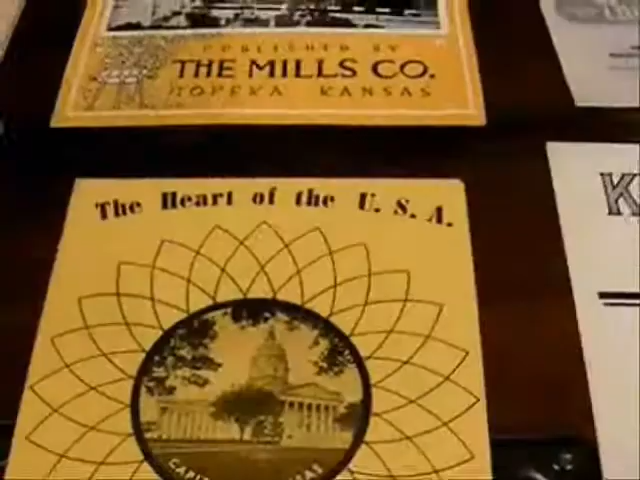 PUBLISHED BY
THE MILLS CO.
TOPEKA KANSAS
The Heart of the U.S.A.
K